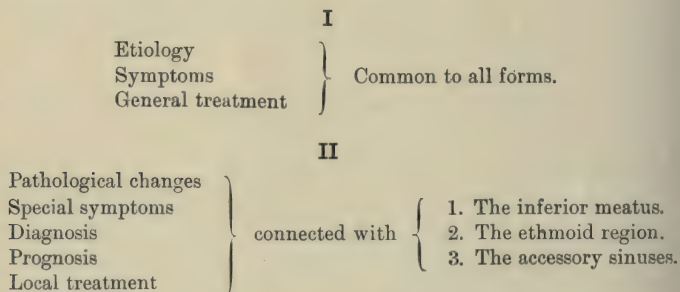 I
Etiology
Symptoms
General treatment
Common to all forms.
II
Pathological changes
Special symptoms
Diagnosis
Prognosis
Local treatment
connected with
1. The inferior meatus.
2. The ethmoid region.
3. The accessory sinuses.